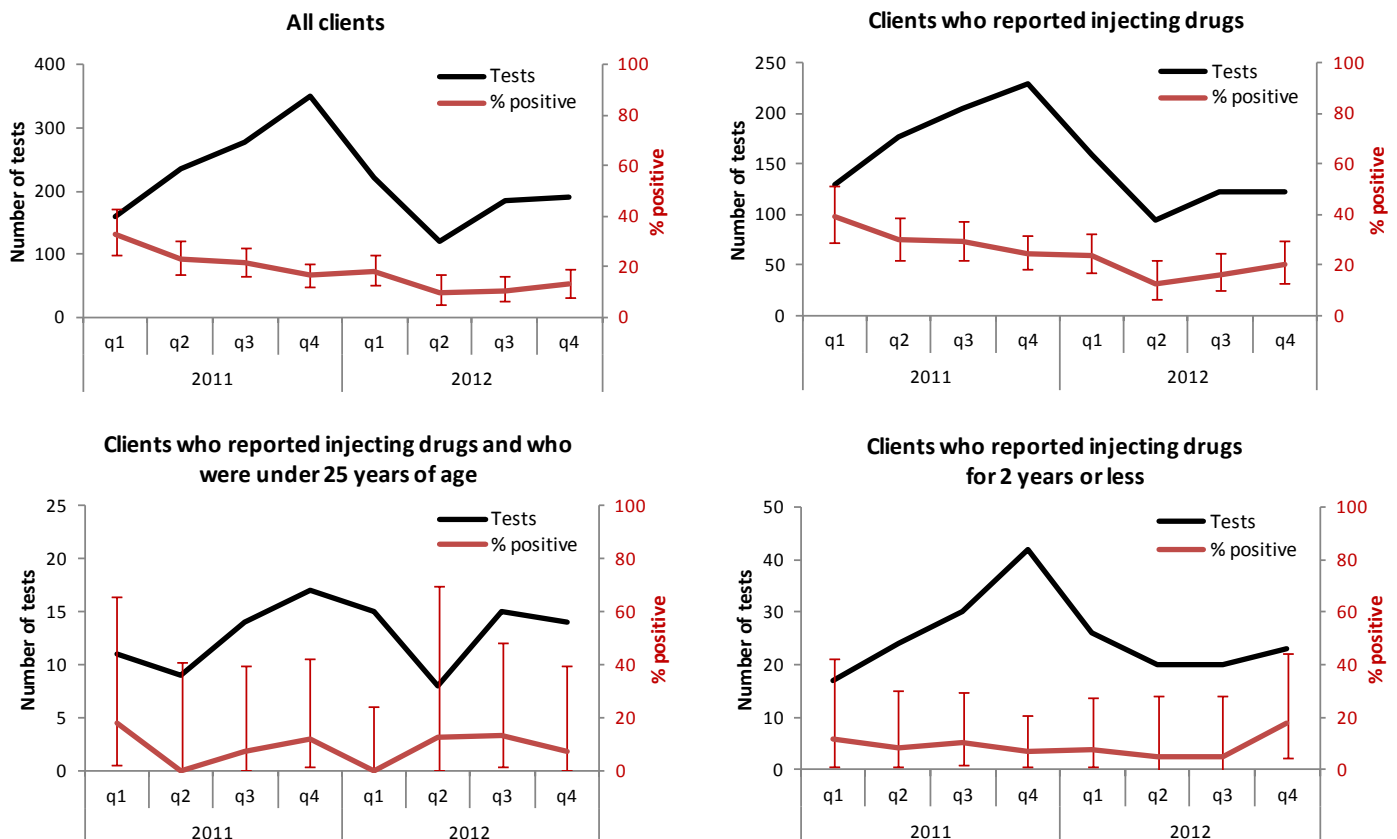 All clients
400
300
200
100
0
Number of tests
Tests
% positive
100
80
60
40
20
0
% positive
q1 q2 q3 q4 q1 q2 q3 q4
2011 2012
Clients who reported injecting drugs
250
200
150
100
50
0
Number of tests
Tests
% positive
100
80
60
40
20
0
% positive
q1 q2 q3 q4 q1 q2 q3 q4
2011 2012
Clients who reported injecting drugs and who
were under 25 years of age
25
20
15
10
5
0
Number of tests
Tests
% positive
100
80
60
40
20
0
% positive
q1 q2 q3 q4 q1 q2 q3 q4
2011 2012
Clients who reported injecting drugs
for 2 years or less
50
40
30
20
10
0
Number of tests
Tests
% positive
100
80
60
40
20
0
% positive
q1 q2 q3 q4 q1 q2 q3 q4
2011 2012